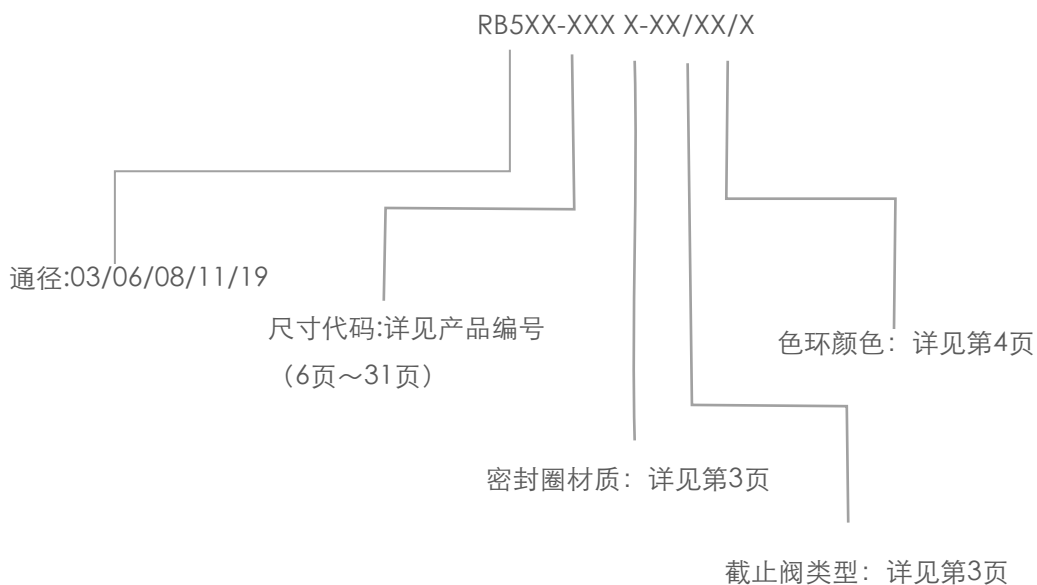 RB5XX-XXX X-XX/XX/X
通径:03/06/08/11/19
尺寸代码:详见产品编号
（6页～31页）
色环颜色：详见第4页
密封圈材质：详见第3页
截止阀类型：详见第3页